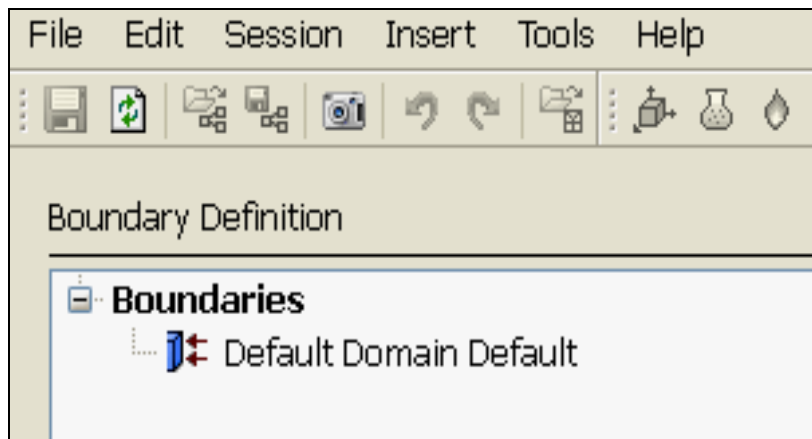 File Edit Session Insert Tools Help
Boundary Definition
Boundaries
Default Domain Default